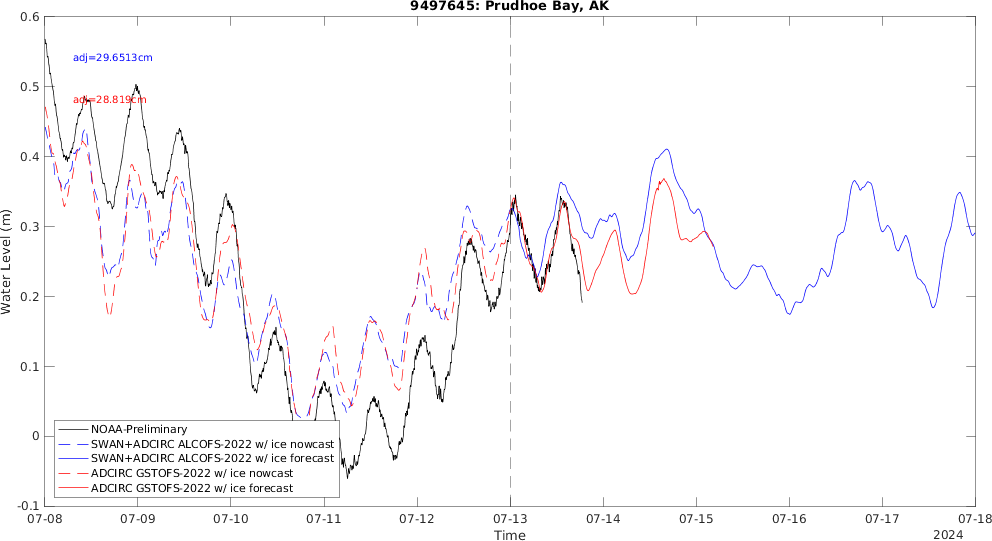 9497645: Prudhoe Bay, AK
0.6
0.5
0.4
0.3
0.2
0.1
0
-0.1
Water Level (m)
adj=29.6513cm
adj=28.819cm
NOAA-Preliminary
SWAN+ADCIRC ALCOFS-2022 w/ ice nowcast
SWAN+ADCIRC ALCOFS-2022 w/ ice forecast
ADCIRC GSTOFS-2022 w/ ice nowcast
ADCIRC GSTOFS-2022 w/ ice forecast
07-08 07-09 07-10 07-11 07-12 07-13 07-14 07-15 07-16 07-17 07-18
Time
2024